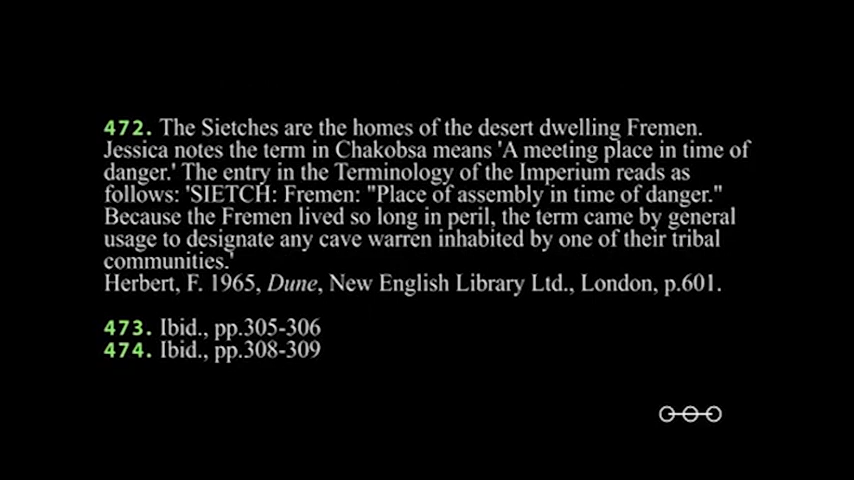 472. The Sietches are the homes of the desert dwelling Fremen.
Jessica notes the term in Chakobsa means 'A meeting place in time of
danger.' The entry in the Terminology of the Imperium reads as
follows: 'SIETCH: Fremen: "Place of assembly in time of danger."
Because the Fremen lived so long in peril, the term came by general
usage to designate any cave warren inhabited by one of their tribal
communities.'
Herbert, F. 1965, Dune, New English Library Ltd., London, p.601.
473. Ibid., pp.305-306
474. Ibid., pp.308-309